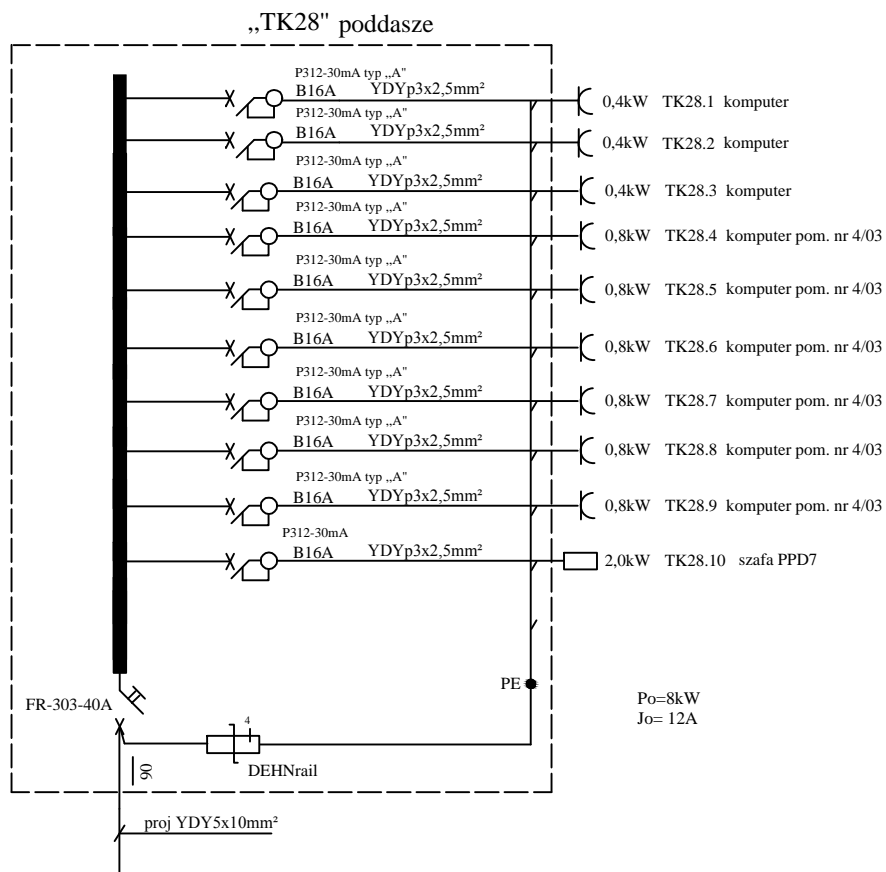 „TK28" poddasze
P312-30mA typ „A"
B16A YDYp3x2,5mm² 0,4kW TK28.1 komputer
P312-30mA typ „A"
B16A YDYp3x2,5mm² 0,4kW TK28.2 komputer
P312-30mA typ „A"
B16A YDYp3x2,5mm² 0,4kW TK28.3 komputer
P312-30mA typ „A"
B16A YDYp3x2,5mm² 0,8kW TK28.4 komputer pom. nr 4/03
P312-30mA typ „A"
B16A YDYp3x2,5mm² 0,8kW TK28.5 komputer pom. nr 4/03
P312-30mA typ „A"
B16A YDYp3x2,5mm² 0,8kW TK28.6 komputer pom. nr 4/03
P312-30mA typ „A"
B16A YDYp3x2,5mm² 0,8kW TK28.7 komputer pom. nr 4/03
P312-30mA typ „A"
B16A YDYp3x2,5mm² 0,8kW TK28.8 komputer pom. nr 4/03
P312-30mA typ „A"
B16A YDYp3x2,5mm² 0,8kW TK28.9 komputer pom. nr 4/03
P312-30mA
B16A YDYp3x2,5mm² 2,0kW TK28.10 szafa PPD7
PE
FR-303-40A
Po=8kW
Jo= 12A
4
DEHNrail
90
proj YDY5x10mm²